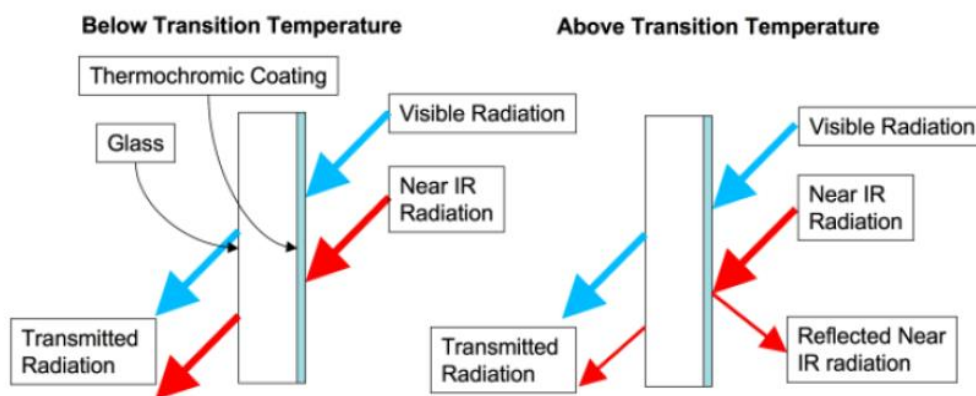 Below Transition Temperature
Thermochromic Coating
Visible Radiation
Glass
Near IR
Radiation
Transmitted
Radiation
Above Transition Temperature
Visible Radiation
Near IR
Radiation
Transmitted
Radiation
Reflected Near
IR radiation